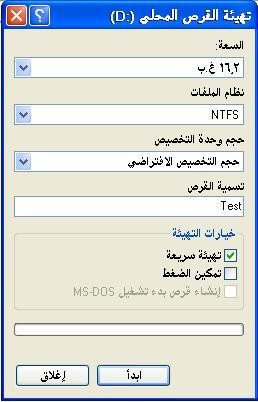 تهيئة القرص المحلي (D:)
السعة:
١٦,٢ غ.ب
نظام الملفات
NTFS
حجم وحدة التخصيص
حجم التخصيص الافتراضي
تسمية القرص
Test
خيارات التهيئة
تهيئة سريعة
تمكين الضغط
إنشاء قرص بدء تشغيل MS-DOS
ابدأ
إغلاق